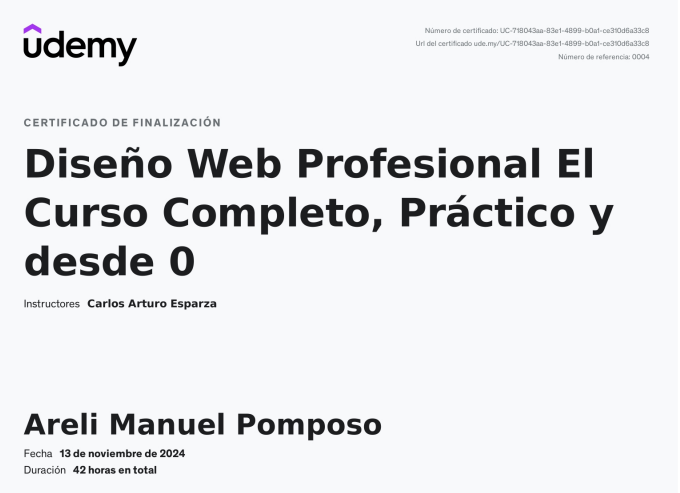 udemy
Número de certificado: UC-718043aa-83e1-4899-b0a1-ce310d6a33c8
Url del certificado ude.my/UC-718043aa-83e1-4899-b0a1-ce310d6a33c8
Número de referencia: 0004
CERTIFICADO DE FINALIZACIÓN
Diseño Web Profesional El
Curso Completo, Práctico y
desde 0
Instructores Carlos Arturo Esparza
Areli Manuel Pomposo
Fecha 13 de noviembre de 2024
Duración 42 horas en total